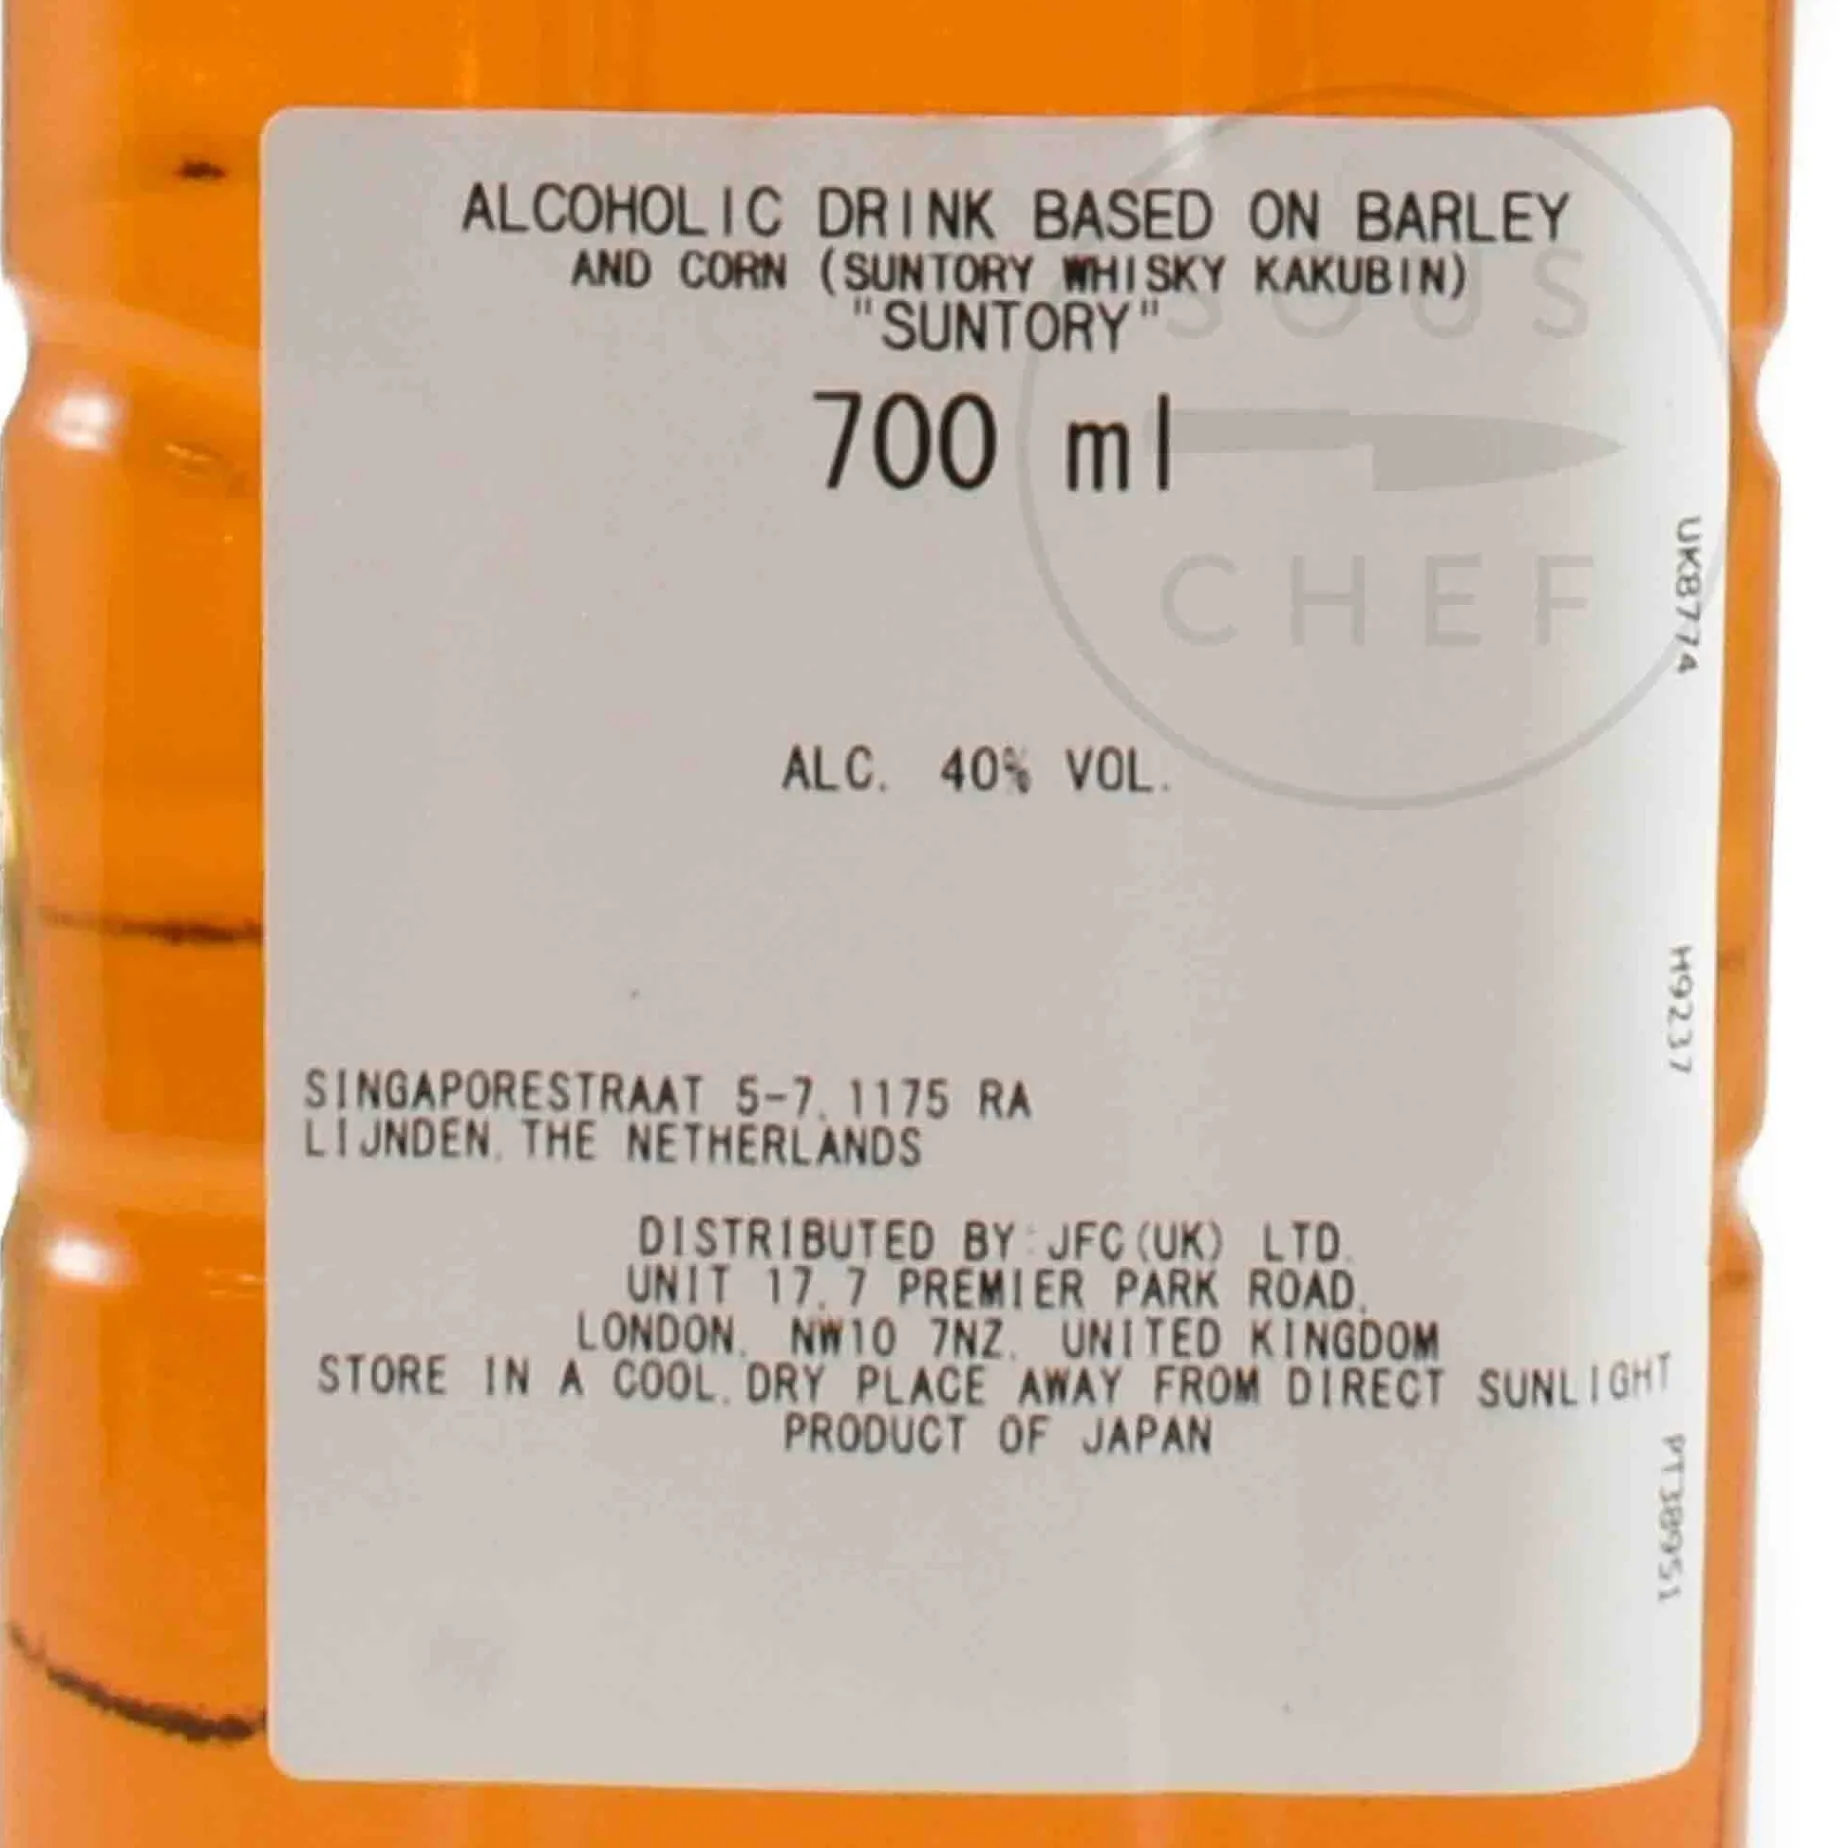 ALCOHOLIC DRINK BASED ON BARLEY
AND CORN (SUNTORY WHISKY KAKUBIN)
"SUNTORY"
700 ml
SOUS
CHEF
UK8774
ALC. 40% VOL.
H9237
SINGAPORESTRAAT 5-7, 1175 RA
LIJNDEN, THE NETHERLANDS
DISTRIBUTED BY:JFC(UK) LTD.
UNIT 17, 7 PREMIER PARK ROAD,
LONDON, NW10 7NZ, UNITED KINGDOM
STORE IN A COOL, DRY PLACE AWAY FROM DIRECT SUNLIGHT
PRODUCT OF JAPAN
PT38951